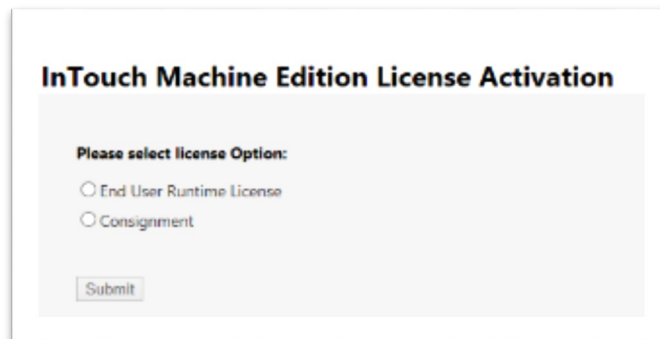 InTouch Machine Edition License Activation
Please select license Option:
End User Runtime License
Consignment
Submit